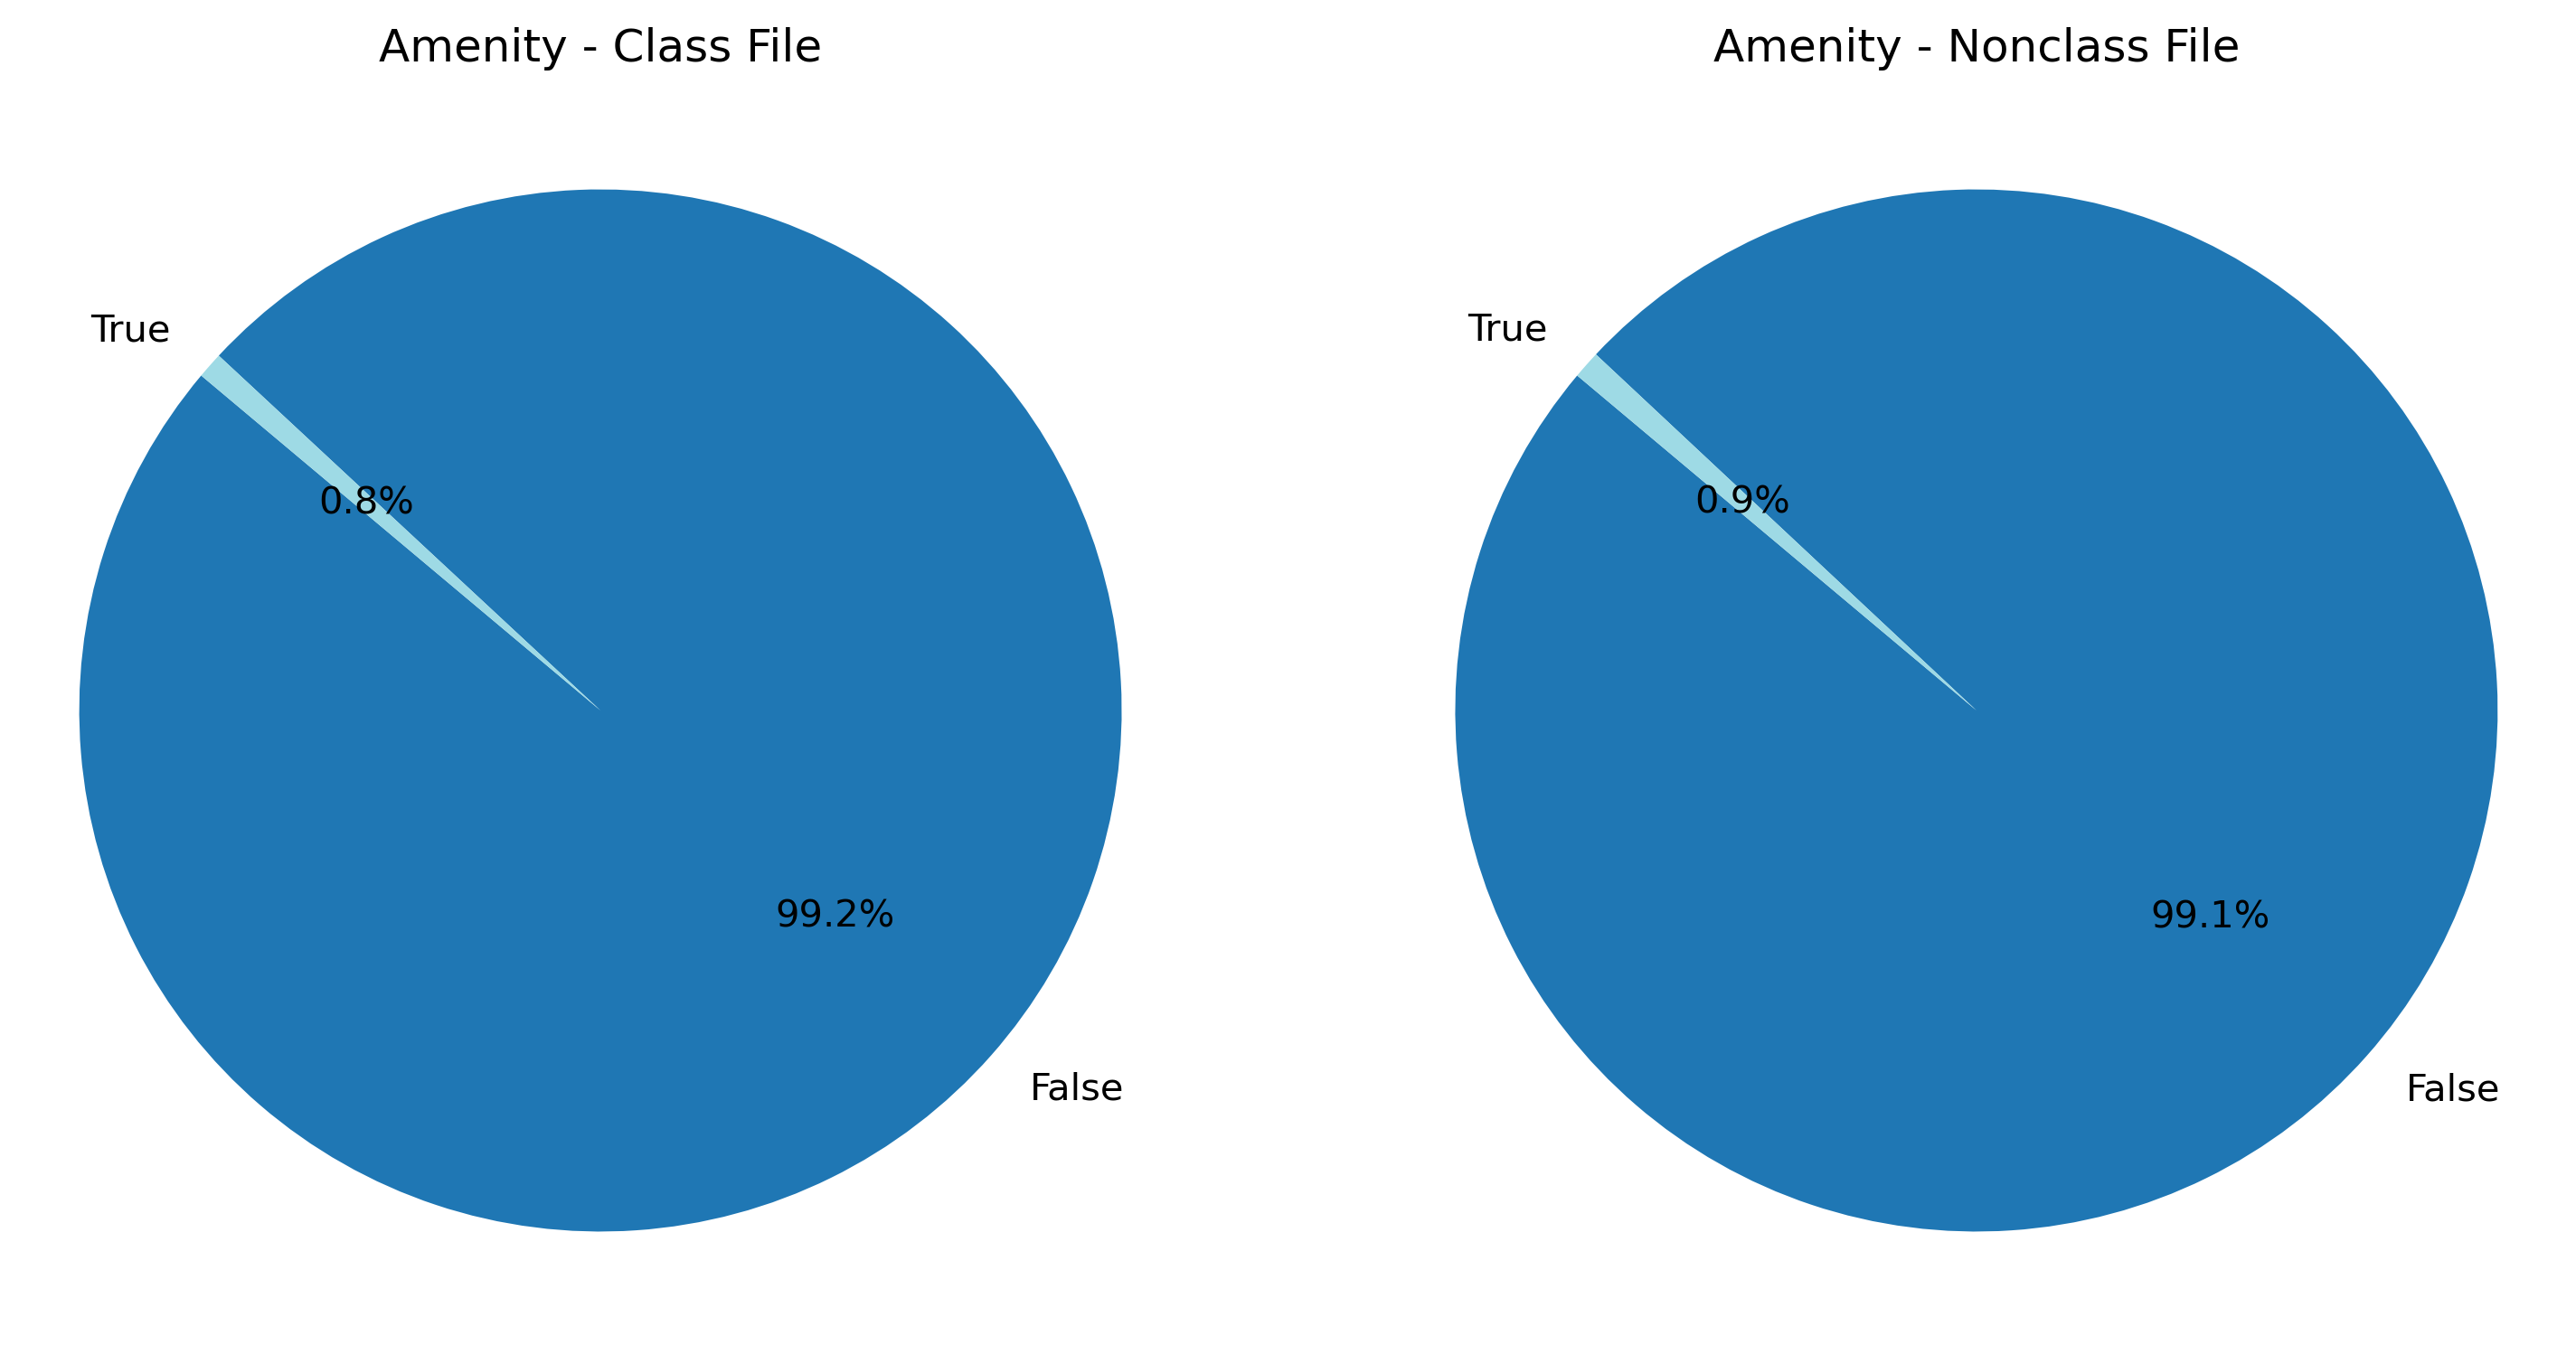 Amenity - Class File
True
0.8%
99.2%
False
Amenity - Nonclass File
True
0.9%
99.1%
False